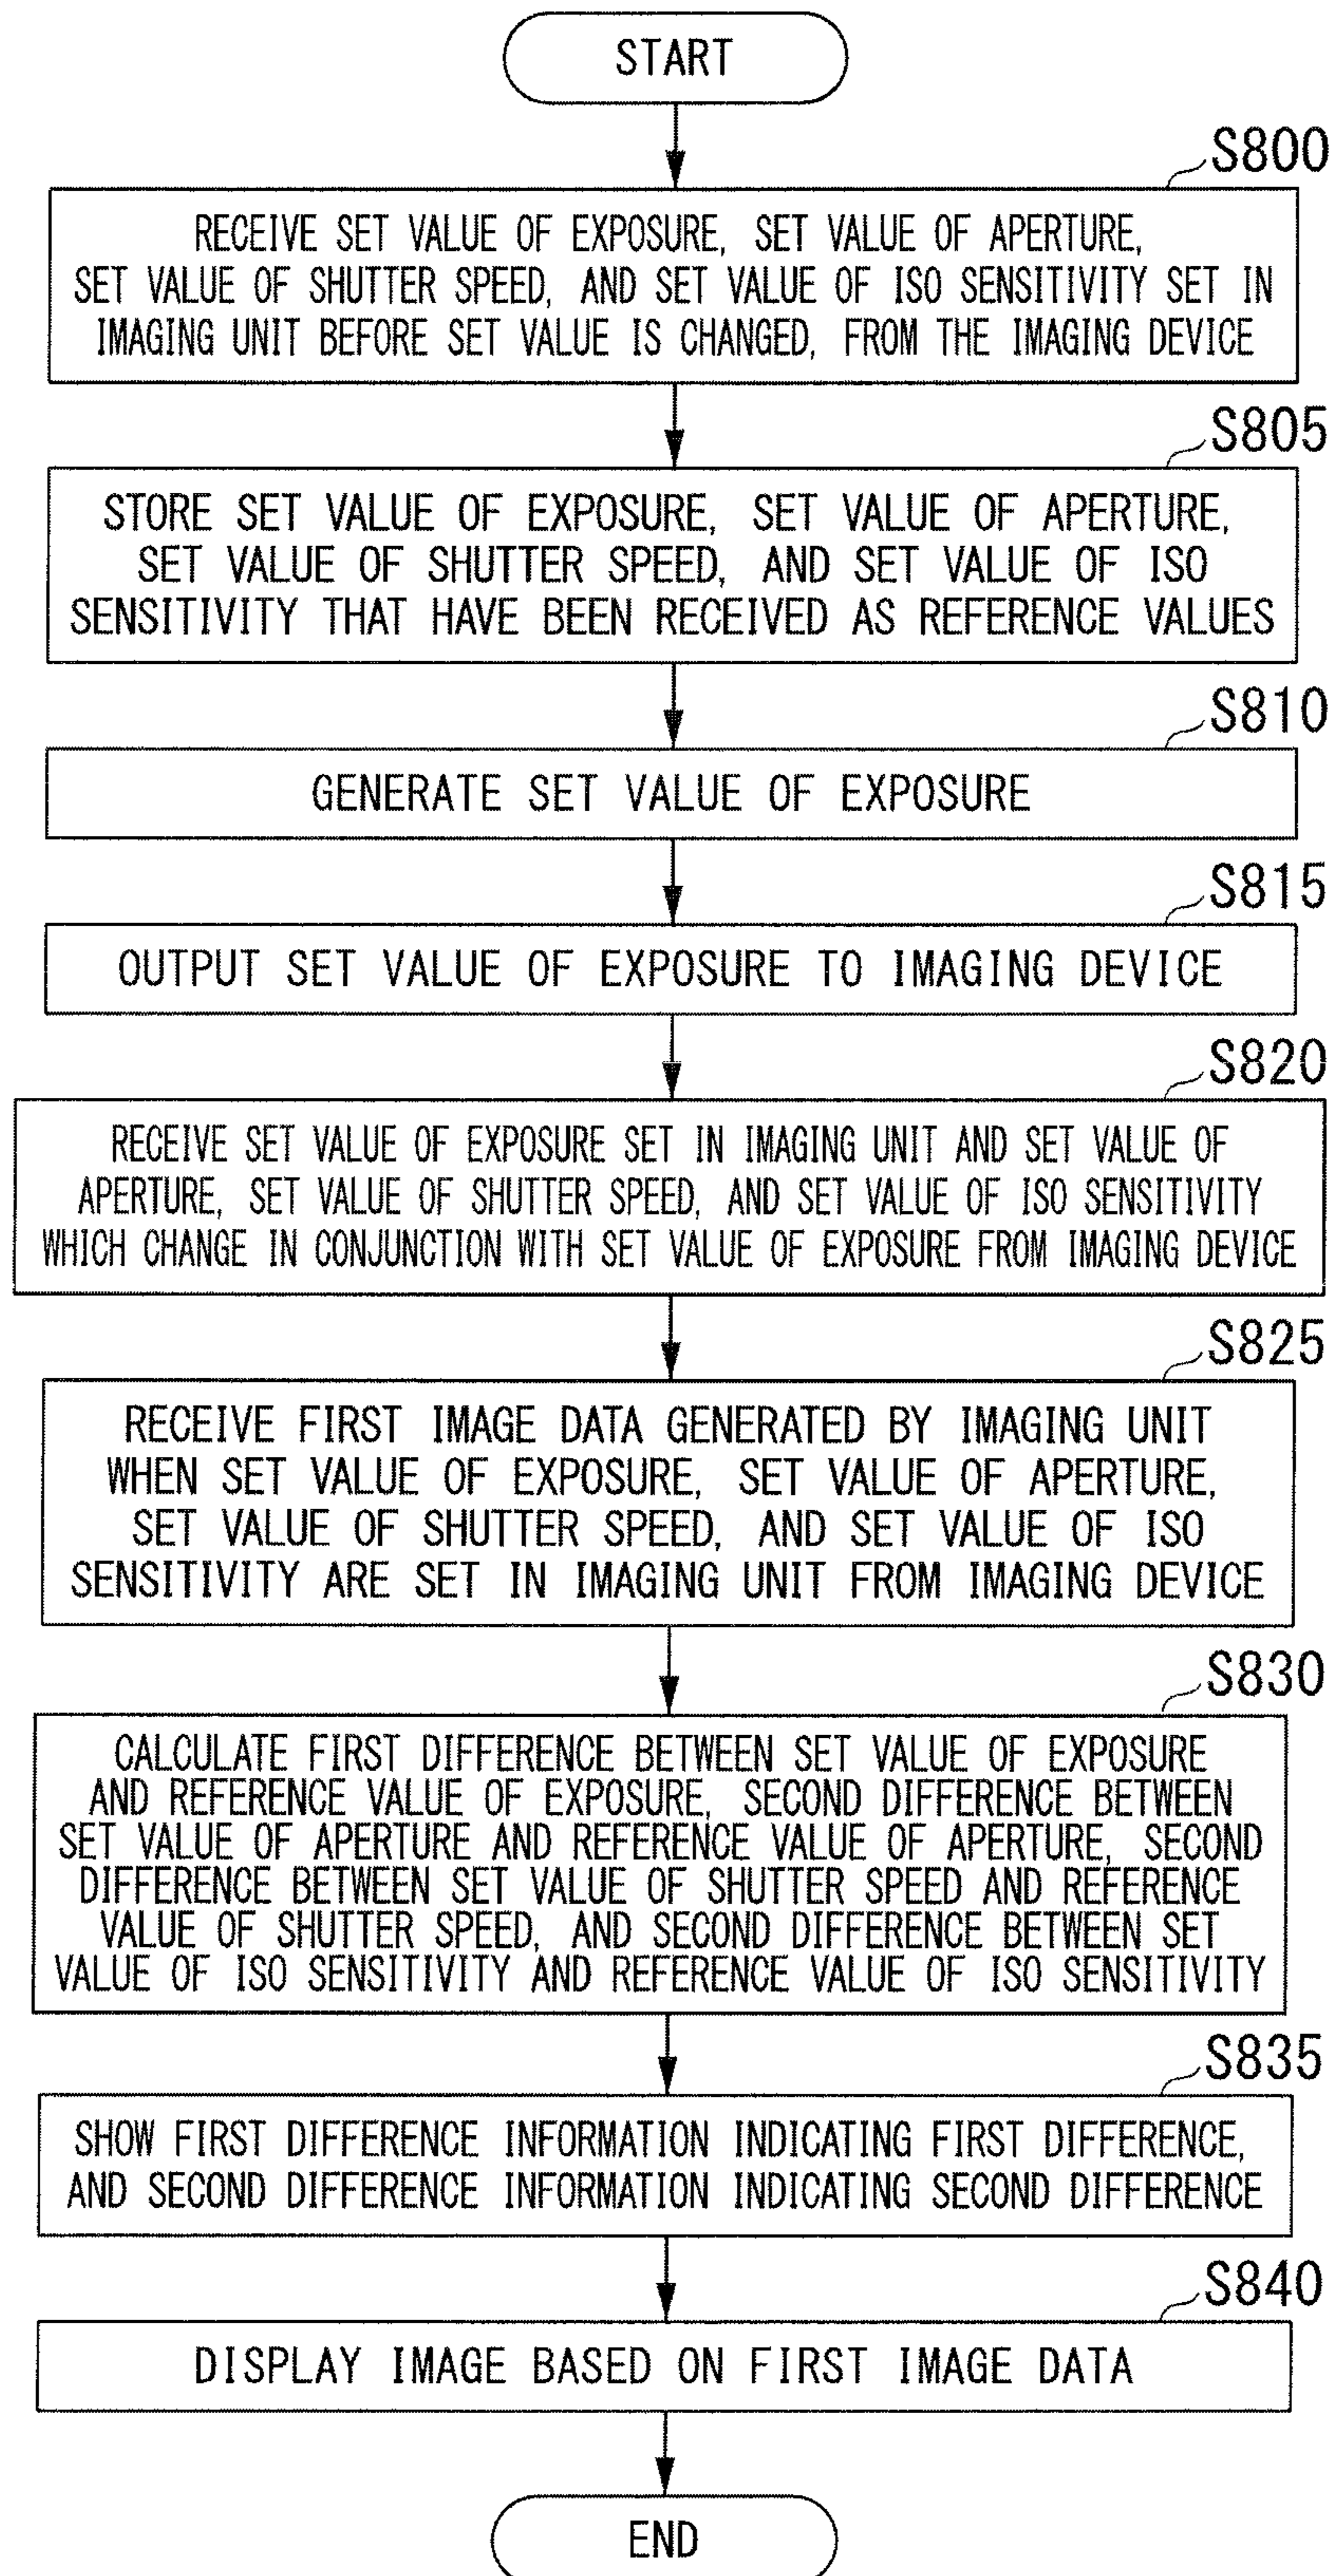 START
S800
RECEIVE SET VALUE OF EXPOSURE, SET VALUE OF APERTURE,
SET VALUE OF SHUTTER SPEED, AND SET VALUE OF ISO SENSITIVITY SET IN
IMAGING UNIT BEFORE SET VALUE IS CHANGED, FROM THE IMAGING DEVICE
S805
STORE SET VALUE OF EXPOSURE, SET VALUE OF APERTURE,
SET VALUE OF SHUTTER SPEED, AND SET VALUE OF ISO
SENSITIVITY THAT HAVE BEEN RECEIVED AS REFERENCE VALUES
S810
GENERATE SET VALUE OF EXPOSURE
S815
OUTPUT SET VALUE OF EXPOSURE TO IMAGING DEVICE
S820
RECEIVE SET VALUE OF EXPOSURE SET IN IMAGING UNIT AND SET VALUE OF
APERTURE, SET VALUE OF SHUTTER SPEED, AND SET VALUE OF ISO SENSITIVITY
WHICH CHANGE IN CONJUNCTION WITH SET VALUE OF EXPOSURE FROM IMAGING DEVICE
S825
RECEIVE FIRST IMAGE DATA GENERATED BY IMAGING UNIT
WHEN SET VALUE OF EXPOSURE, SET VALUE OF APERTURE,
SET VALUE OF SHUTTER SPEED, AND SET VALUE OF ISO
SENSITIVITY ARE SET IN IMAGING UNIT FROM IMAGING DEVICE
S830
CALCULATE FIRST DIFFERENCE BETWEEN SET VALUE OF EXPOSURE
AND REFERENCE VALUE OF EXPOSURE, SECOND DIFFERENCE BETWEEN
SET VALUE OF APERTURE AND REFERENCE VALUE OF APERTURE, SECOND
DIFFERENCE BETWEEN SET VALUE OF SHUTTER SPEED AND REFERENCE
VALUE OF SHUTTER SPEED, AND SECOND DIFFERENCE BETWEEN SET
VALUE OF ISO SENSITIVITY AND REFERENCE VALUE OF ISO SENSITIVITY
S835
SHOW FIRST DIFFERENCE INFORMATION INDICATING FIRST DIFFERENCE,
AND SECOND DIFFERENCE INFORMATION INDICATING SECOND DIFFERENCE
S840
DISPLAY IMAGE BASED ON FIRST IMAGE DATA
END